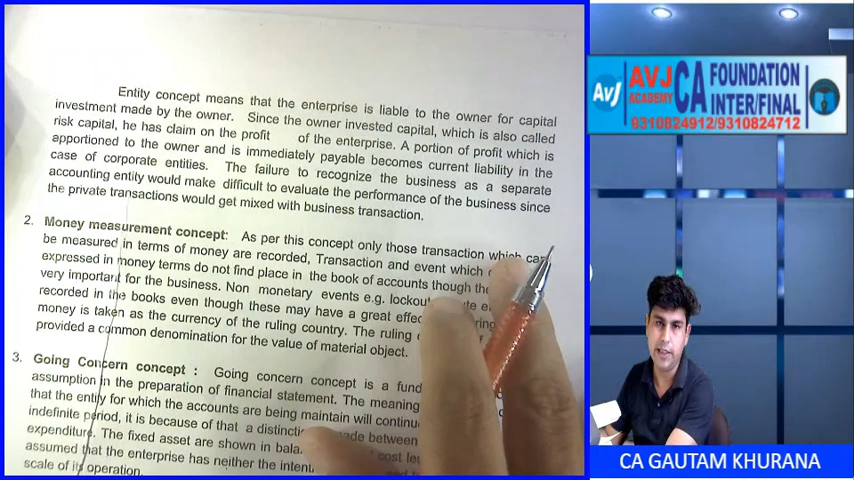 Entity concept means that the enterprise is liable to the owner for capital
investment made by the owner. Since the owner invested capital, which is also called
risk capital, he has claim on the profit of the enterprise. A portion of profit which is
apportioned to the owner and is immediately payable becomes current liability in the
case of corporate entities. The failure to recognize the business as a separate
accounting entity would make difficult to evaluate the performance of the business since
the private transactions would get mixed with business transaction.
2. Money measurement concept: As per this concept only those transaction which can
be measured in terms of money are recorded, Transaction and event which
expressed in money terms do not find place in the book of accounts though
very important for the business. Non monetary events e.g. lockout
recorded in the books even though these may have a great
money is taken as the currency of the ruling country. The ruling
provided a common denomination for the value of material object.
3. Going Concern concept : Going concern concept is a
assumption in the preparation of financial statement. The meaning
that the entity for which the accounts are being maintain will
indefinite period, it is because of that a between
expenditure. The fixed asset are shown in cost
assumed that the enterprise has neither the
scale of its operation.
AVJ
AVJ
ACADEMY
CA
FOUNDATION
INTER/FINAL
9310824912/9310824712
CA GAUTAM KHURANA